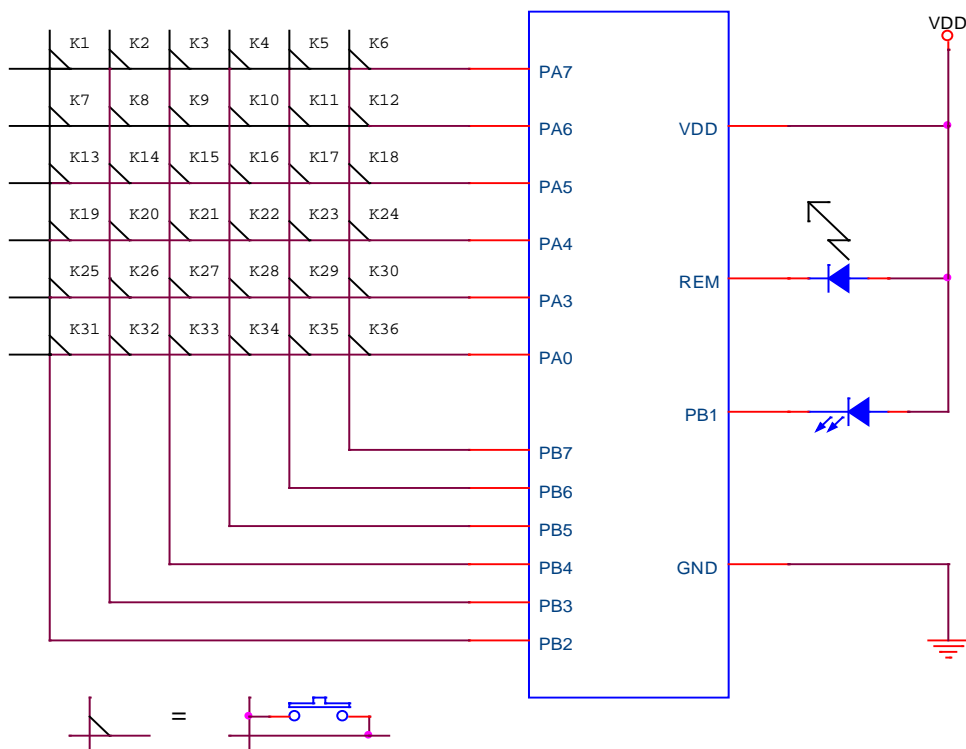 VDD
K1 K2 K3 K4 K5 K6
PA7
K7 K8 K9 K10 K11 K12
PA6
VDD
K13 K14 K15 K16 K17 K18
PA5
K19 K20 K21 K22 K23 K24
PA4
K25 K26 K27 K28 K29 K30
REM
PA3
K31 K32 K33 K34 K35 K36
PA0
PB1
PB7
PB6
PB5
PB4
GND
PB3
PB2
=